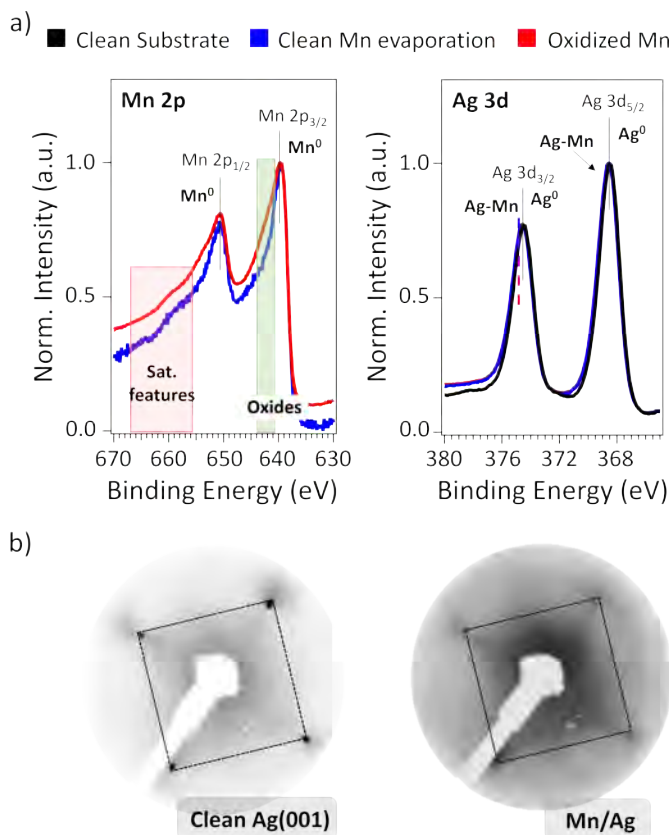 a)
Clean Substrate Clean Mn evaporation Oxidized Mn
Mn 2p
Mn 2p3/2
Mn⁰
Mn 2p1/2
Mn⁰
Sat. features
Oxides
Norm. Intensity (a.u.)
1.0
0.5
0.0
670 660 650 640 630
Binding Energy (eV)
Ag 3d
Ag 3d5/2
Ag-Mn Ag⁰
Ag 3d3/2
Ag-Mn Ag⁰
Norm. Intensity (a.u.)
1.0
0.5
0.0
380 376 372 368
Binding Energy (eV)
b)
Clean Ag(001)
Mn/Ag